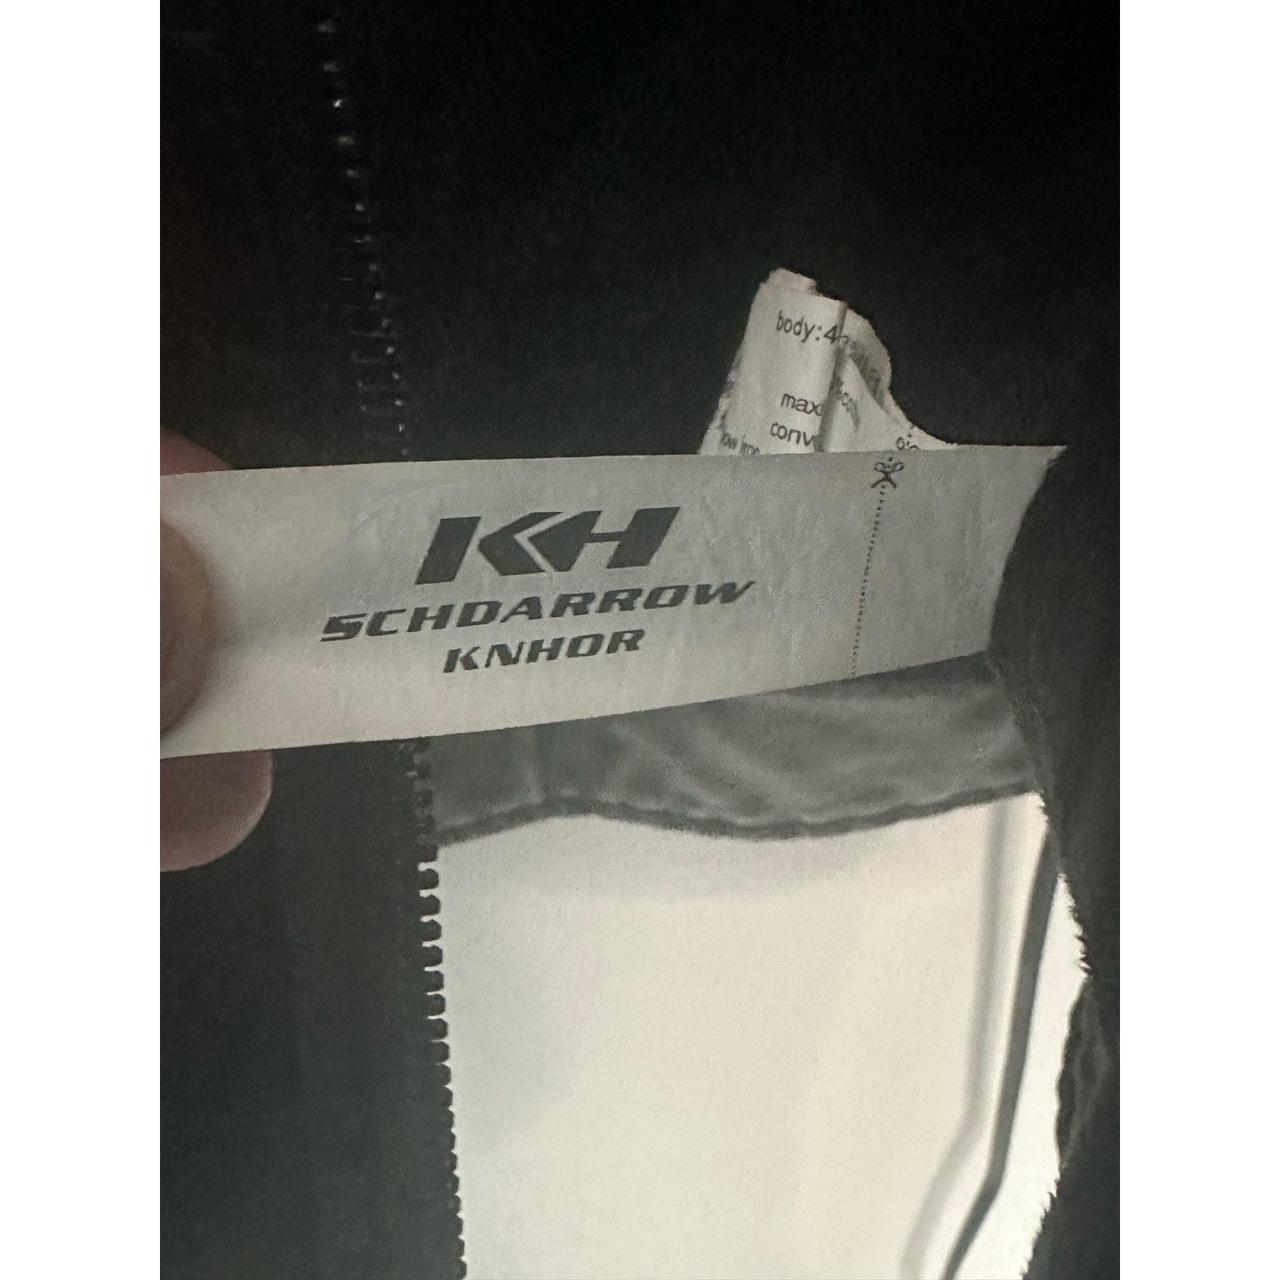 body:4
max
conv
KH
SCHDARROW
KNHOR